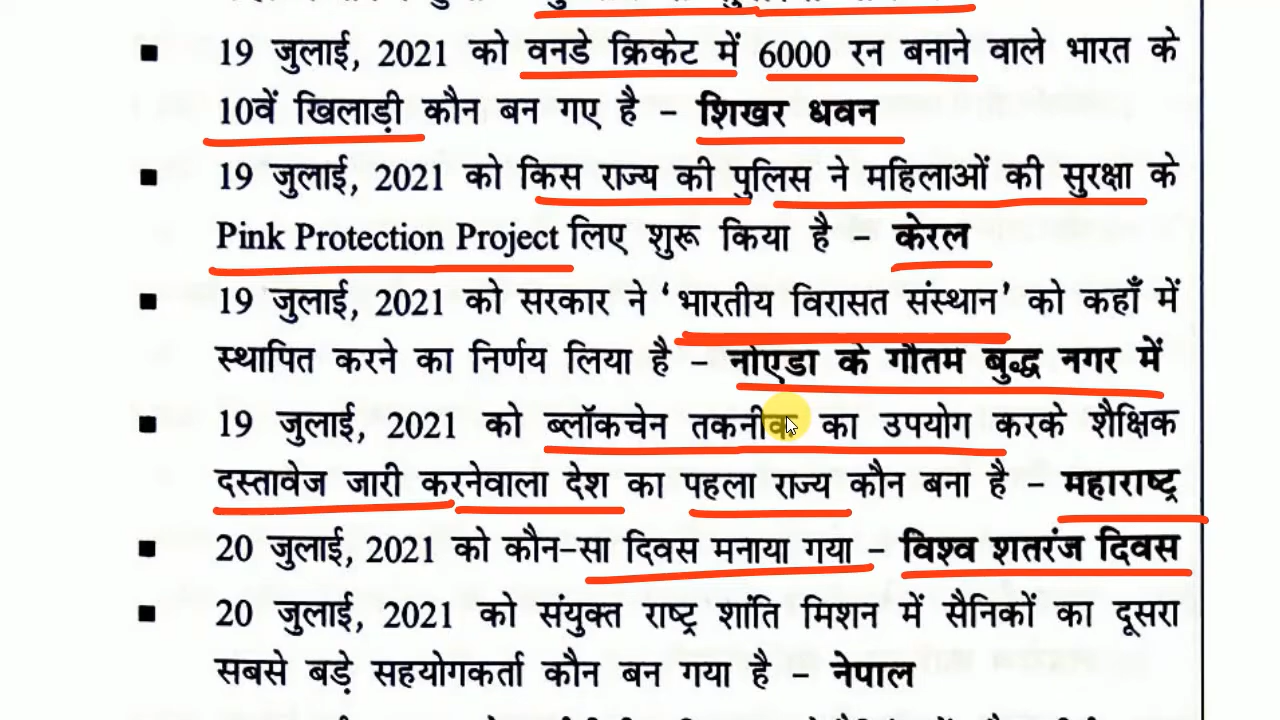 ■ 19 जुलाई, 2021 को वनडे क्रिकेट में 6000 रन बनाने वाले भारत के
10वें खिलाड़ी कौन बन गए है - शिखर धवन
■ 19 जुलाई, 2021 को किस राज्य की पुलिस ने महिलाओं की सुरक्षा के
Pink Protection Project लिए शुरू किया है - केरल
■ 19 जुलाई, 2021 को सरकार ने ‘भारतीय विरासत संस्थान’ को कहाँ में
स्थापित करने का निर्णय लिया है - नोएडा के गौतम बुद्ध नगर में
■ 19 जुलाई, 2021 को ब्लॉकचेन तकनीक का उपयोग करके शैक्षिक
दस्तावेज जारी करनेवाला देश का पहला राज्य कौन बना है - महाराष्ट्र
■ 20 जुलाई, 2021 को कौन-सा दिवस मनाया गया - विश्व शतरंज दिवस
■ 20 जुलाई, 2021 को संयुक्त राष्ट्र शांति मिशन में सैनिकों का दूसरा
सबसे बड़े सहयोगकर्ता कौन बन गया है - नेपाल